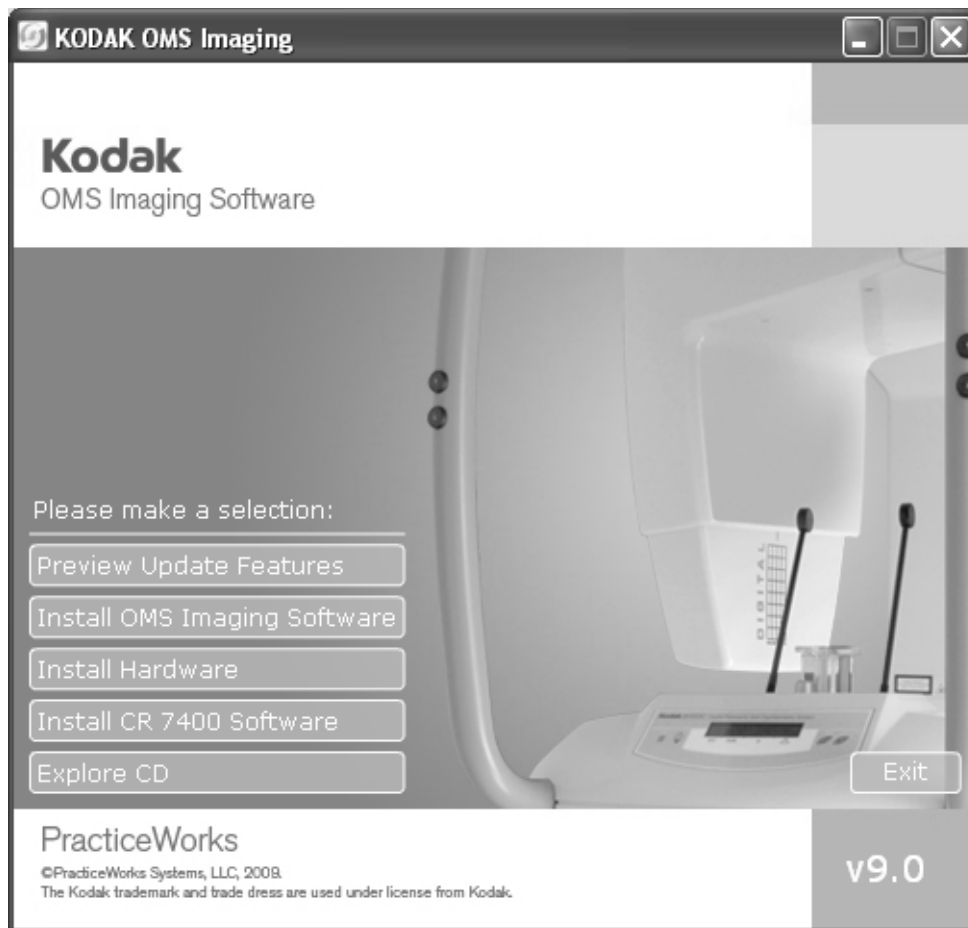 KODAK OMS Imaging
Kodak
OMS Imaging Software
Please make a selection:
Preview Update Features
Install OMS Imaging Software
Install Hardware
Install CR 7400 Software
Explore CD
DIGITAL
Kodak
Exit
PracticeWorks
©PracticeWorks Systems, LLC, 2009.
The Kodak trademark and trade dress are used under license from Kodak.
v9.0